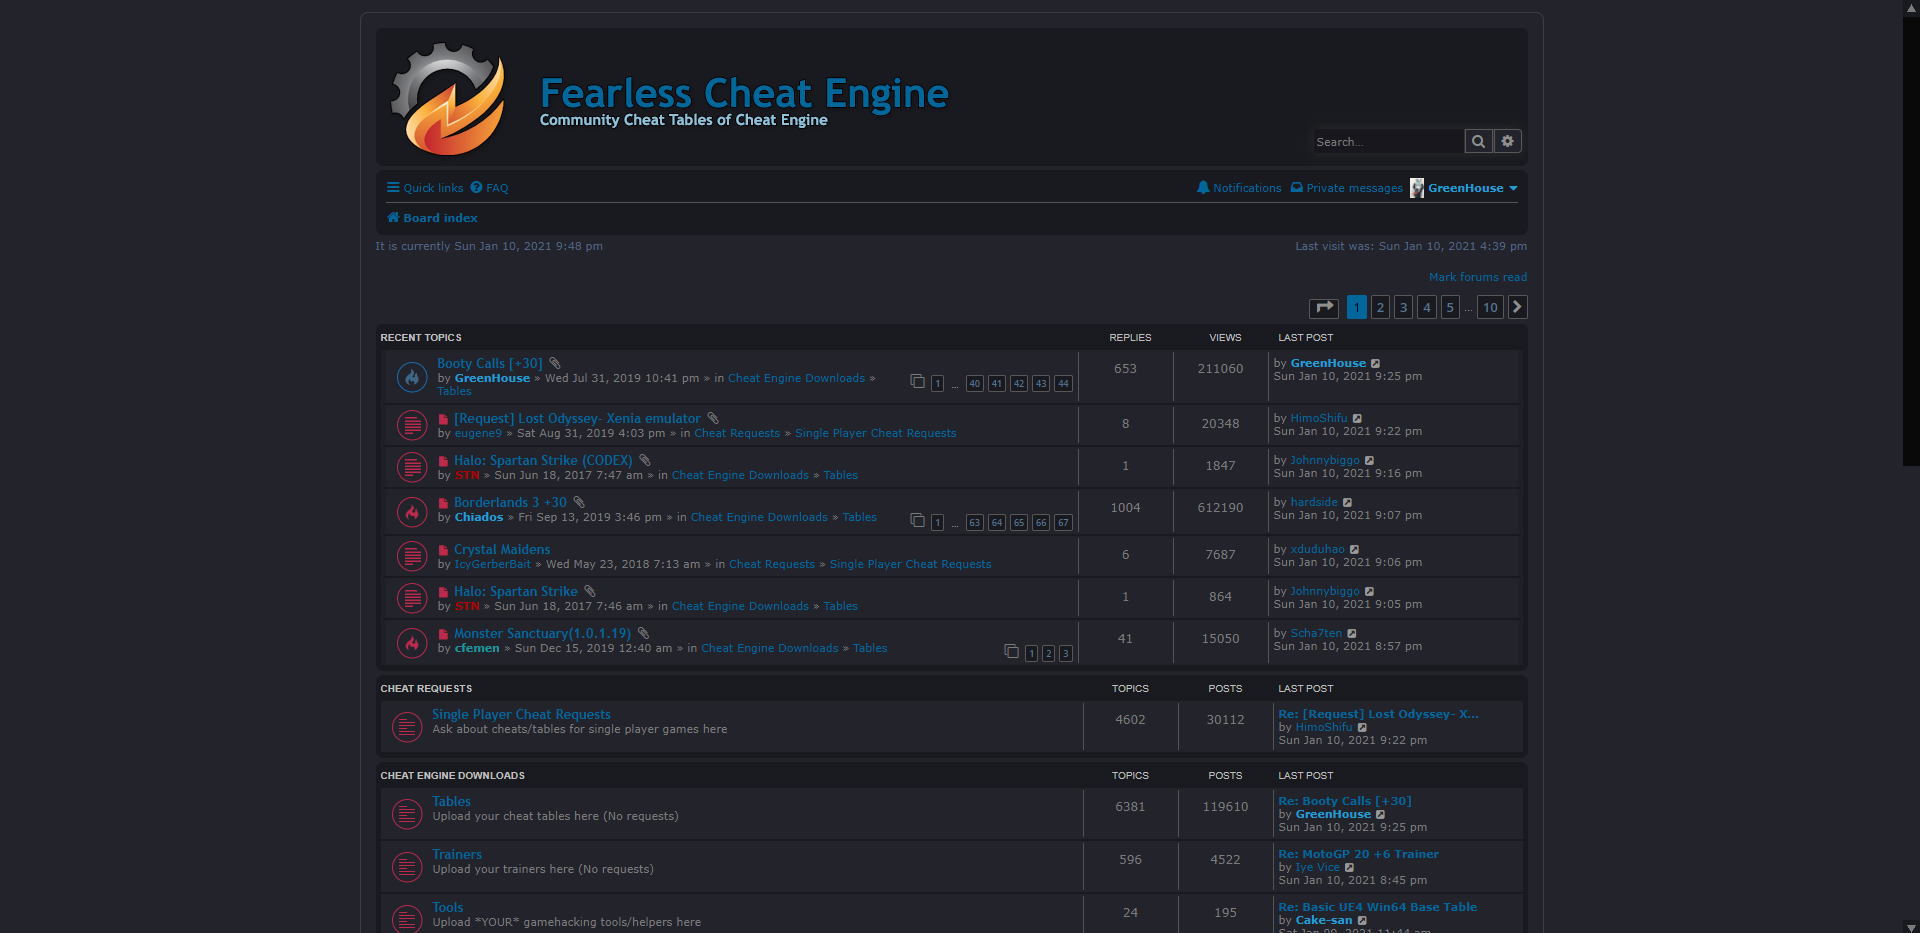 Fearless Cheat Engine
Community Cheat Tables of Cheat Engine
Search…
Quick links FAQ
Notifications Private messages GreenHouse
Board index
It is currently Sun Jan 10, 2021 9:48 pm
Last visit was: Sun Jan 10, 2021 4:39 pm
Mark forums read
1 2 3 4 5 … 10
RECENT TOPICS REPLIES VIEWS LAST POST
Booty Calls [+30]
by GreenHouse » Wed Jul 31, 2019 10:41 pm » in Cheat Engine Downloads »
Tables
1 … 40 41 42 43 44
653
211060
by GreenHouse
Sun Jan 10, 2021 9:25 pm
[Request] Lost Odyssey- Xenia emulator
by eugene9 » Sat Aug 31, 2019 4:03 pm » in Cheat Requests » Single Player Cheat Requests
8
20348
by HimoShifu
Sun Jan 10, 2021 9:22 pm
Halo: Spartan Strike (CODEX)
by STN » Sun Jun 18, 2017 7:47 am » in Cheat Engine Downloads » Tables
1
1847
by Johnnybiggo
Sun Jan 10, 2021 9:16 pm
Borderlands 3 +30
by Chiados » Fri Sep 13, 2019 3:46 pm » in Cheat Engine Downloads » Tables
1 … 63 64 65 66 67
1004
612190
by hardside
Sun Jan 10, 2021 9:07 pm
Crystal Maidens
by IcyGerberBait » Wed May 23, 2018 7:13 am » in Cheat Requests » Single Player Cheat Requests
6
7687
by xduduhao
Sun Jan 10, 2021 9:06 pm
Halo: Spartan Strike
by STN » Sun Jun 18, 2017 7:46 am » in Cheat Engine Downloads » Tables
1
864
by Johnnybiggo
Sun Jan 10, 2021 9:05 pm
Monster Sanctuary(1.0.1.19)
by cfemen » Sun Dec 15, 2019 12:40 am » in Cheat Engine Downloads » Tables
1 2 3
41
15050
by Scha7ten
Sun Jan 10, 2021 8:57 pm
CHEAT REQUESTS TOPICS POSTS LAST POST
Single Player Cheat Requests
Ask about cheats/tables for single player games here
4602
30112
Re: [Request] Lost Odyssey- X…
by HimoShifu
Sun Jan 10, 2021 9:22 pm
CHEAT ENGINE DOWNLOADS TOPICS POSTS LAST POST
Tables
Upload your cheat tables here (No requests)
6381
119610
Re: Booty Calls [+30]
by GreenHouse
Sun Jan 10, 2021 9:25 pm
Trainers
Upload your trainers here (No requests)
596
4522
Re: MotoGP 20 +6 Trainer
by Iye Vice
Sun Jan 10, 2021 8:45 pm
Tools
Upload *YOUR* gamehacking tools/helpers here
24
195
Re: Basic UE4 Win64 Base Table
by Cake-san
Sat Jan 09, 2021 11:44 am